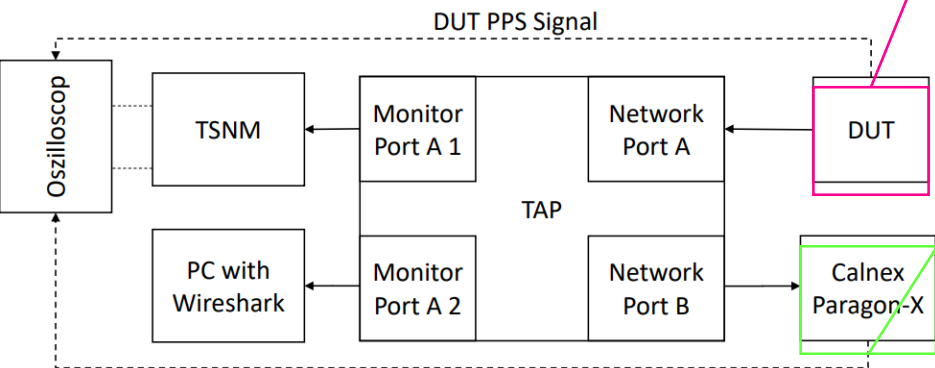 DUT PPS Signal
Oszilloscop
TSNM
Monitor
Port A 1
Network
Port A
DUT
TAP
PC with
Wireshark
Monitor
Port A 2
Network
Port B
Calnex
Paragon-X